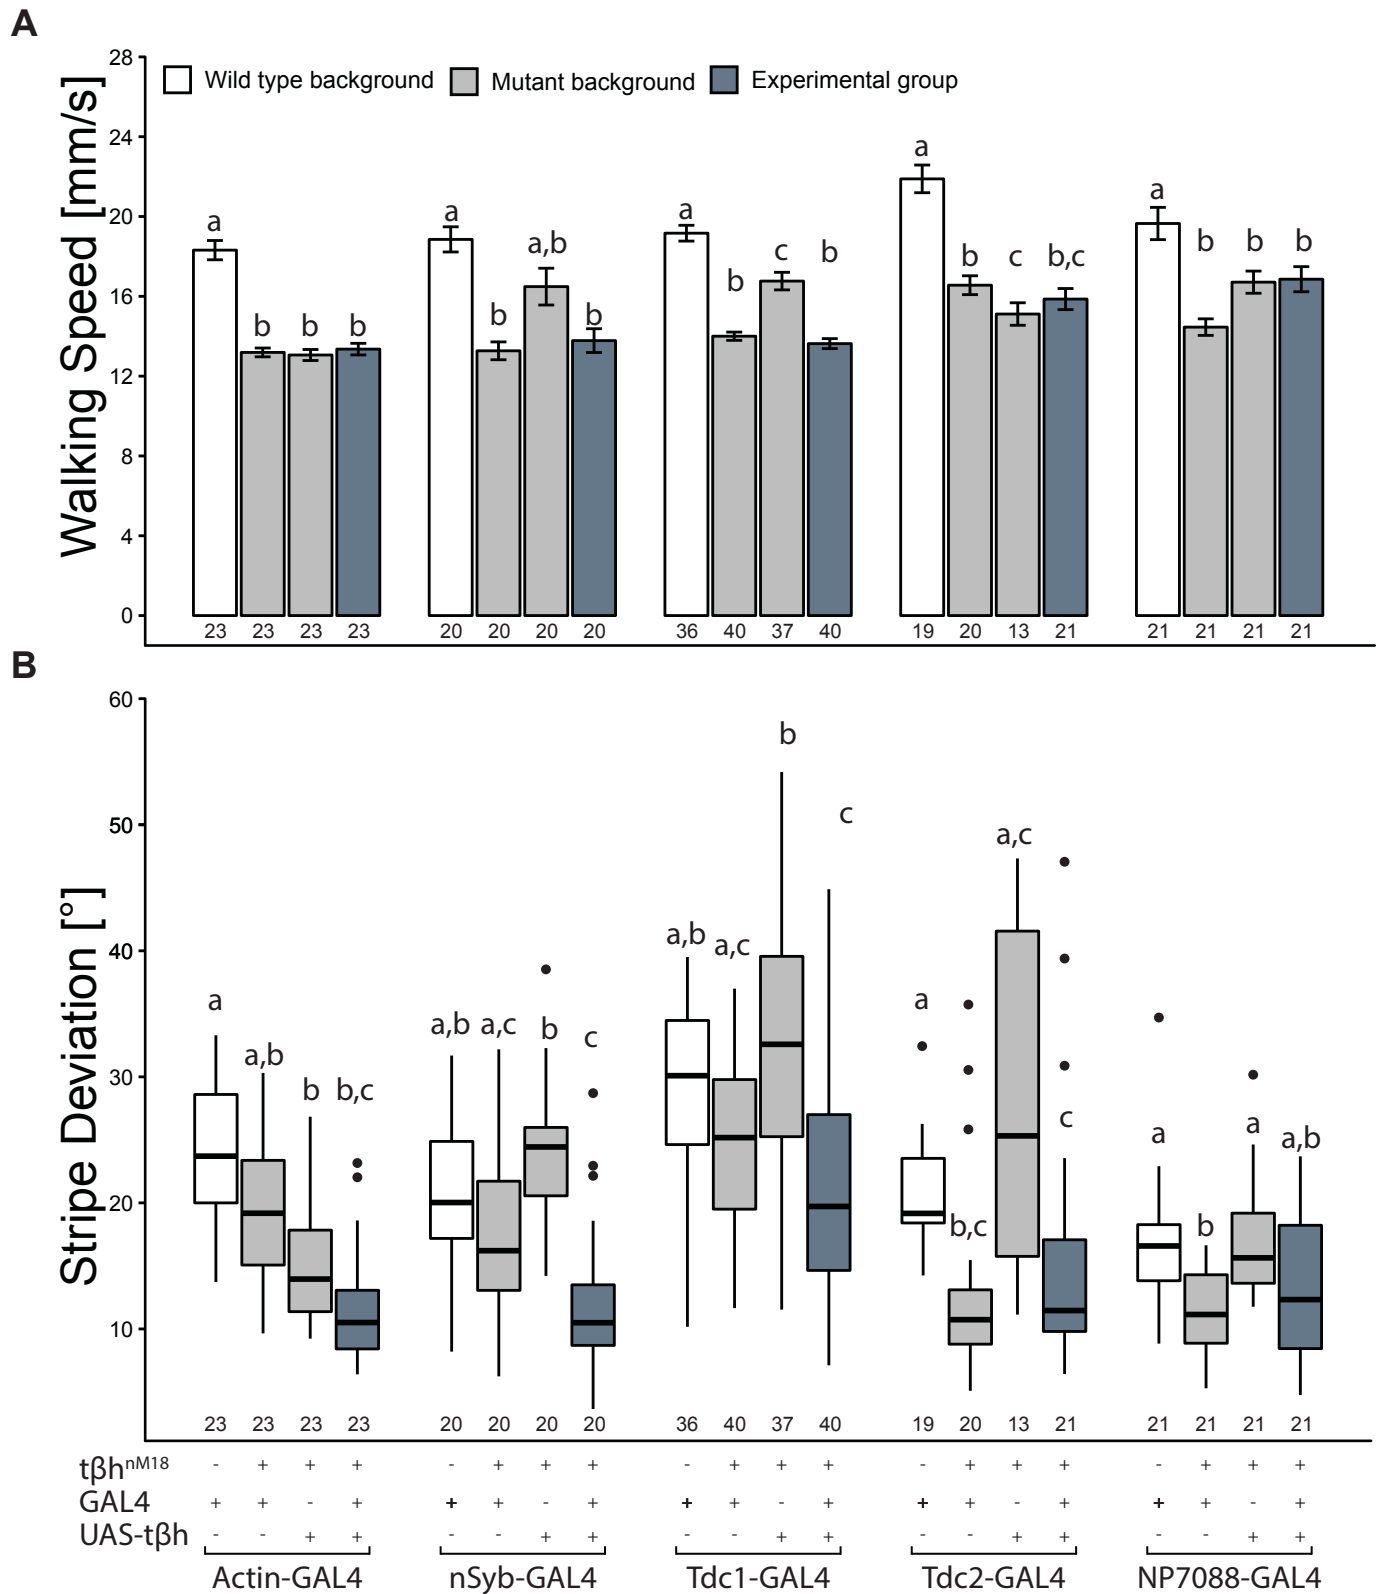 A
Walking Speed [mm/s]
28
24
20
16
12
8
4
0
Wild type background Mutant background Experimental group
a b b b a b a,b b a b c b a b c b,c a b b b
23 23 23 23 20 20 20 20 36 40 37 40 19 20 13 21 21 21 21 21
B
Stripe Deviation [°]
60
50
40
30
20
10
a a,b b b,c a,b a,c b c a,b a,c b c a b,c a,c c a b a a,b
23 23 23 23 20 20 20 20 36 40 37 40 19 20 13 21 21 21 21 21
tβhnM18 - + + + - + + + - + + + - + + + - + + +
GAL4 + + - + + + - + + + - + + + - + + + - +
UAS-tβh - - + + - - + + - - + + - - + + - - + +
Actin-GAL4 nSyb-GAL4 Tdc1-GAL4 Tdc2-GAL4 NP7088-GAL4